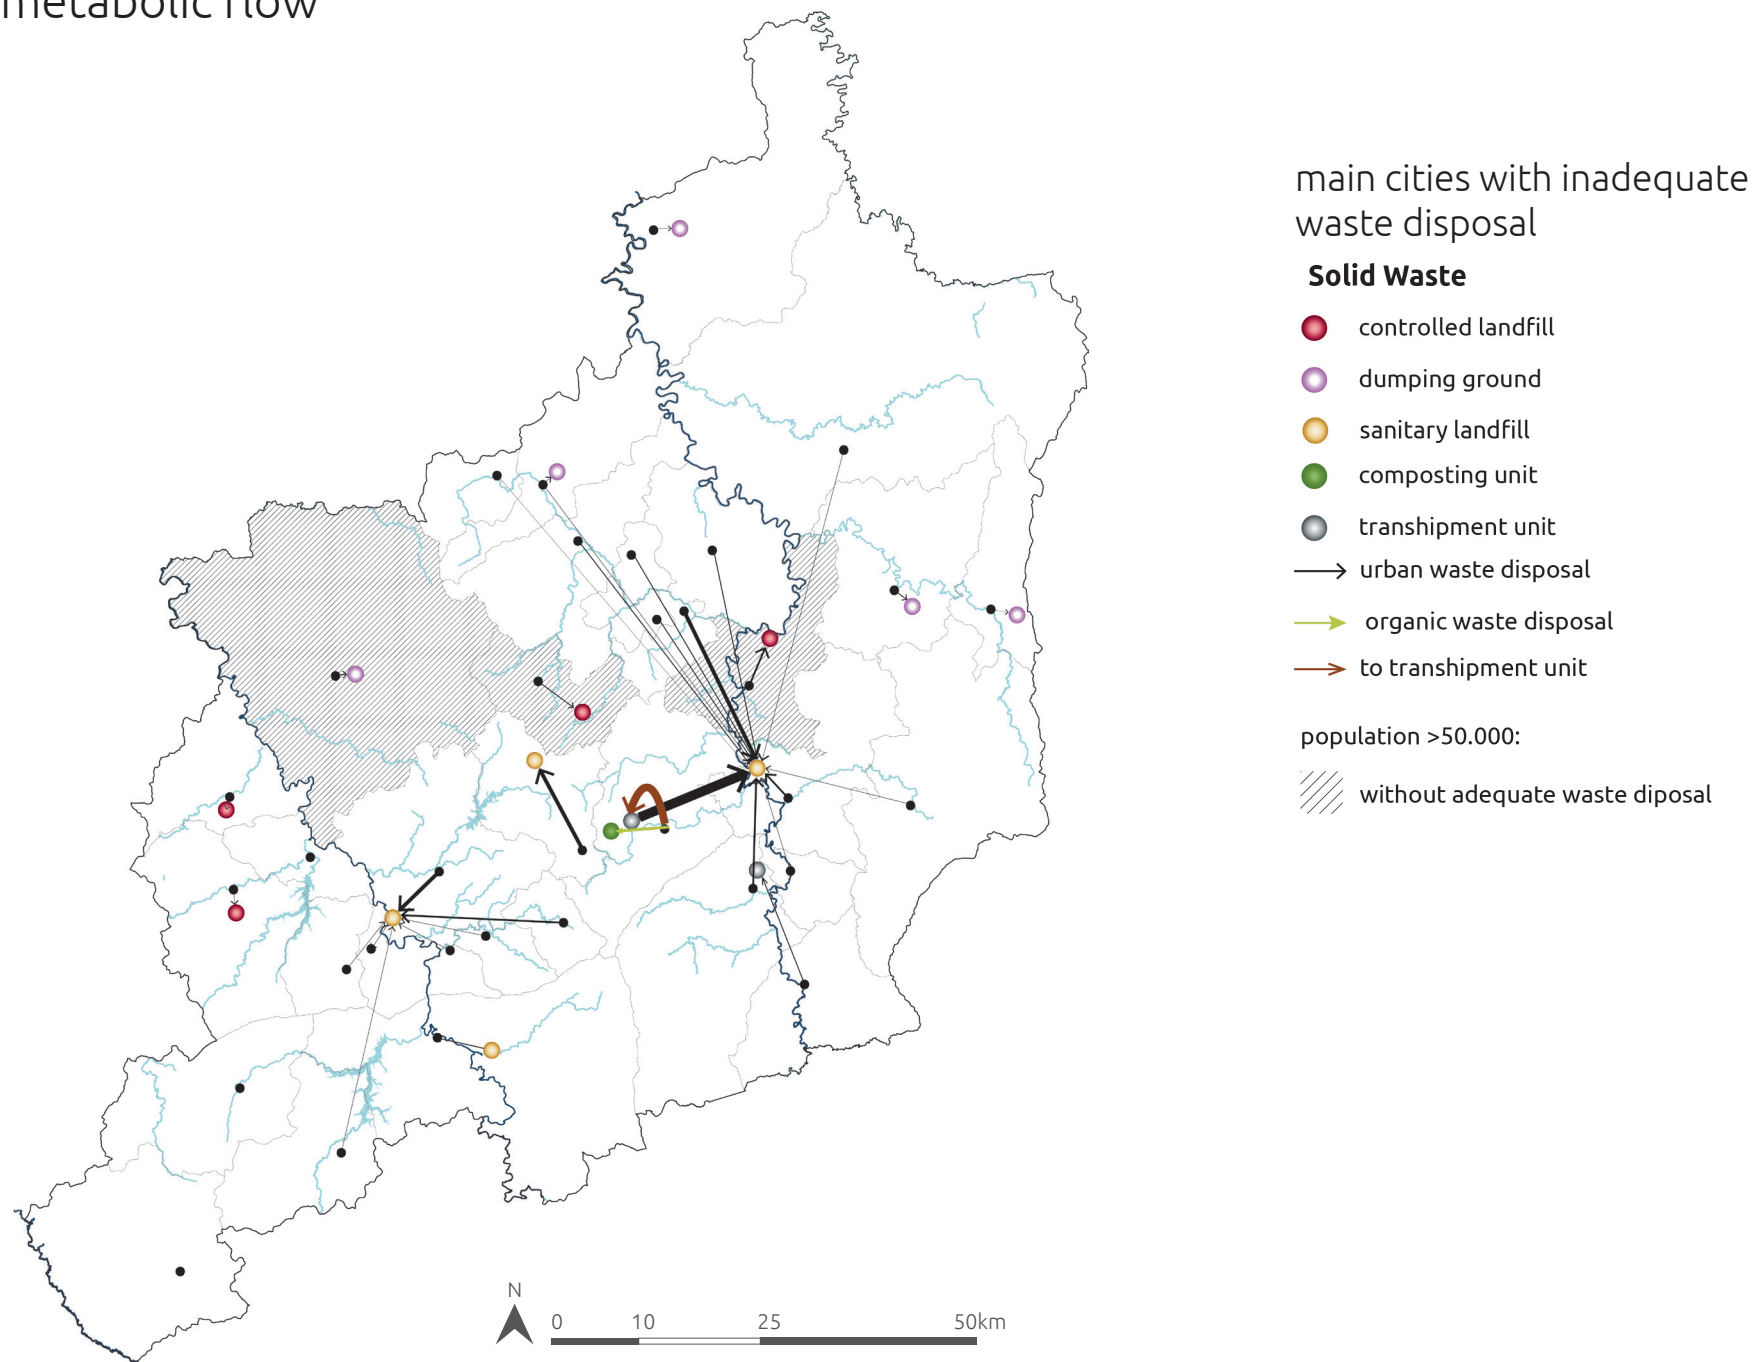 metabolic flow
main cities with inadequate
waste disposal
Solid Waste
controlled landfill
dumping ground
sanitary landfill
composting unit
transhipment unit
urban waste disposal
organic waste disposal
to transhipment unit
population >50.000:
without adequate waste diposal
N
0 10 25 50km